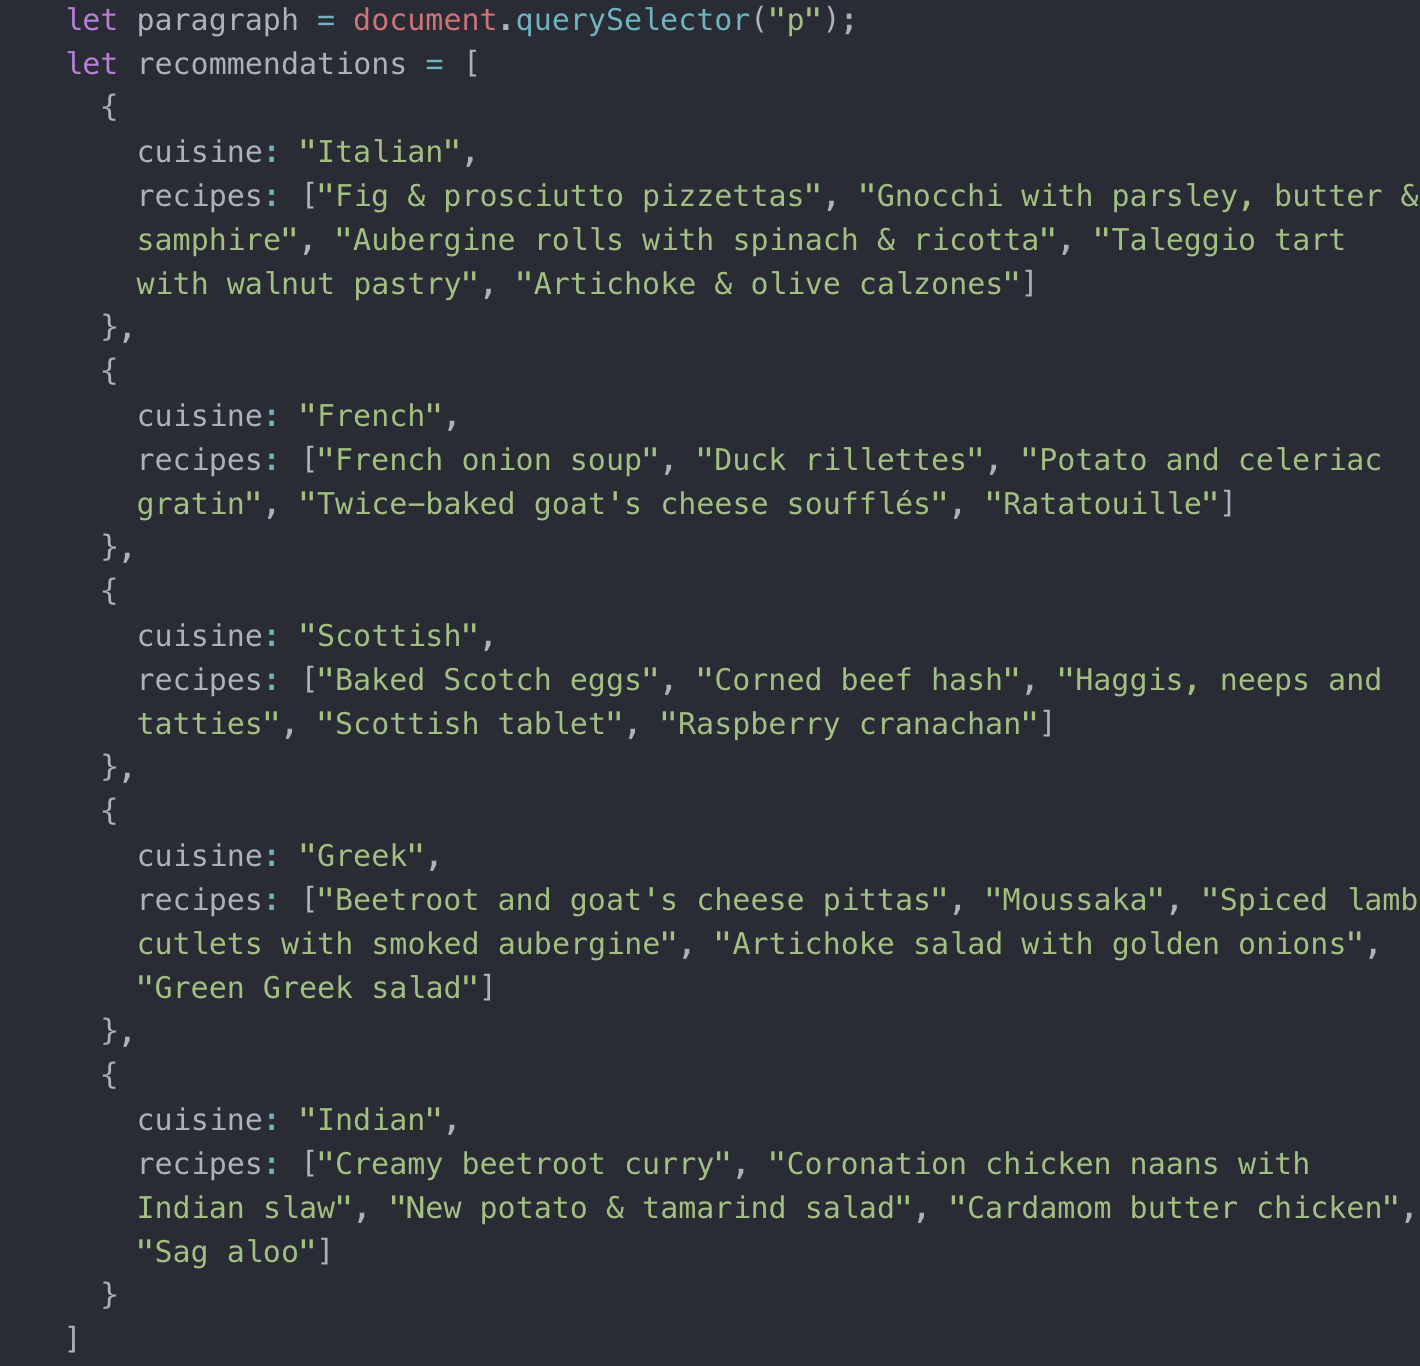 let paragraph = document.querySelector("p");
let recommendations = [
  {
    cuisine: "Italian",
    recipes: ["Fig & prosciutto pizzettas", "Gnocchi with parsley, butter &
    samphire", "Aubergine rolls with spinach & ricotta", "Taleggio tart
    with walnut pastry", "Artichoke & olive calzones"]
  },
  {
    cuisine: "French",
    recipes: ["French onion soup", "Duck rillettes", "Potato and celeriac
    gratin", "Twice–baked goat's cheese soufflés", "Ratatouille"]
  },
  {
    cuisine: "Scottish",
    recipes: ["Baked Scotch eggs", "Corned beef hash", "Haggis, neeps and
    tatties", "Scottish tablet", "Raspberry cranachan"]
  },
  {
    cuisine: "Greek",
    recipes: ["Beetroot and goat's cheese pittas", "Moussaka", "Spiced lamb
    cutlets with smoked aubergine", "Artichoke salad with golden onions",
    "Green Greek salad"]
  },
  {
    cuisine: "Indian",
    recipes: ["Creamy beetroot curry", "Coronation chicken naans with
    Indian slaw", "New potato & tamarind salad", "Cardamom butter chicken",
    "Sag aloo"]
  }
]